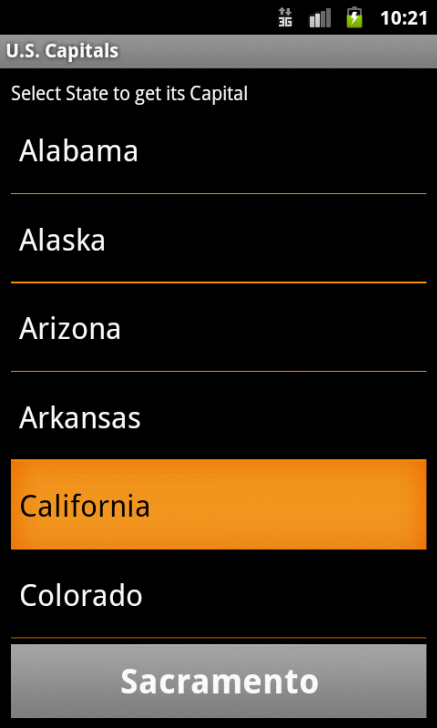 3G 10:21
U.S. Capitals
Select State to get its Capital
Alabama
Alaska
Arizona
Arkansas
California
Colorado
Sacramento